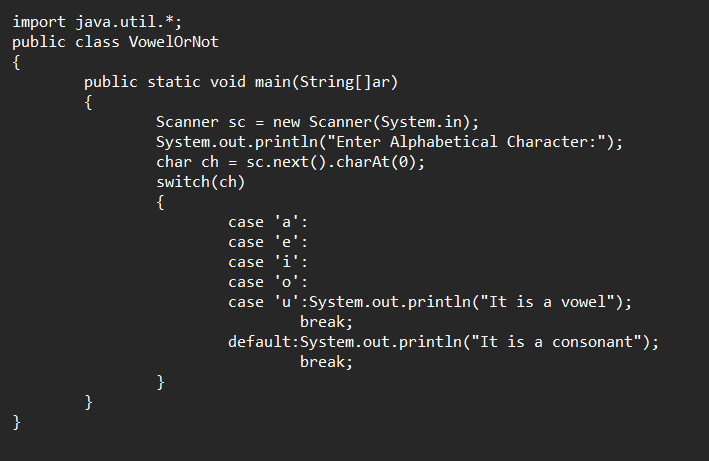 import java.util.*;
public class VowelOrNot
{
        public static void main(String[]ar)
        {
                Scanner sc = new Scanner(System.in);
                System.out.println("Enter Alphabetical Character:");
                char ch = sc.next().charAt(0);
                switch(ch)
                {
                        case 'a':
                        case 'e':
                        case 'i':
                        case 'o':
                        case 'u':System.out.println("It is a vowel");
                                break;
                        default:System.out.println("It is a consonant");
                                break;
                }
        }
}